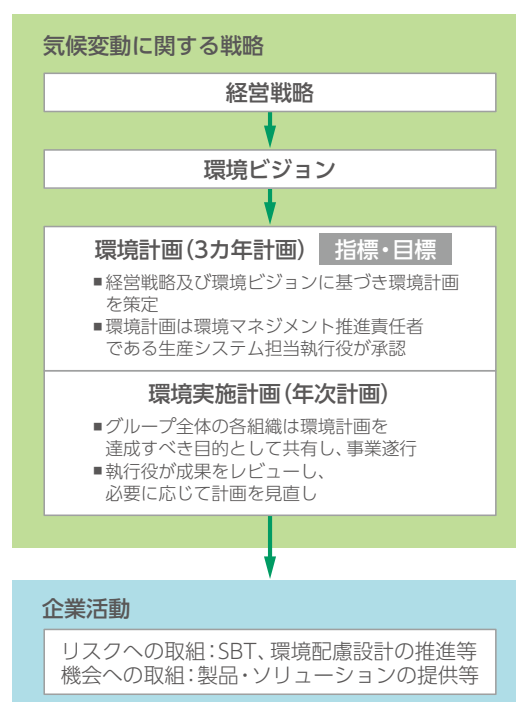 気候変動に関する戦略
経営戦略
環境ビジョン
環境計画(3カ年計画) 指標・目標
■経営戦略及び環境ビジョンに基づき環境計画
を策定
■環境計画は環境マネジメント推進責任者
である生産システム担当執行役が承認
環境実施計画(年次計画)
■グループ全体の各組織は環境計画を
達成すべき目的として共有し、事業遂行
■執行役が成果をレビューし、
必要に応じて計画を見直し
企業活動
リスクへの取組:SBT、環境配慮設計の推進等
機会への取組:製品・ソリューションの提供等